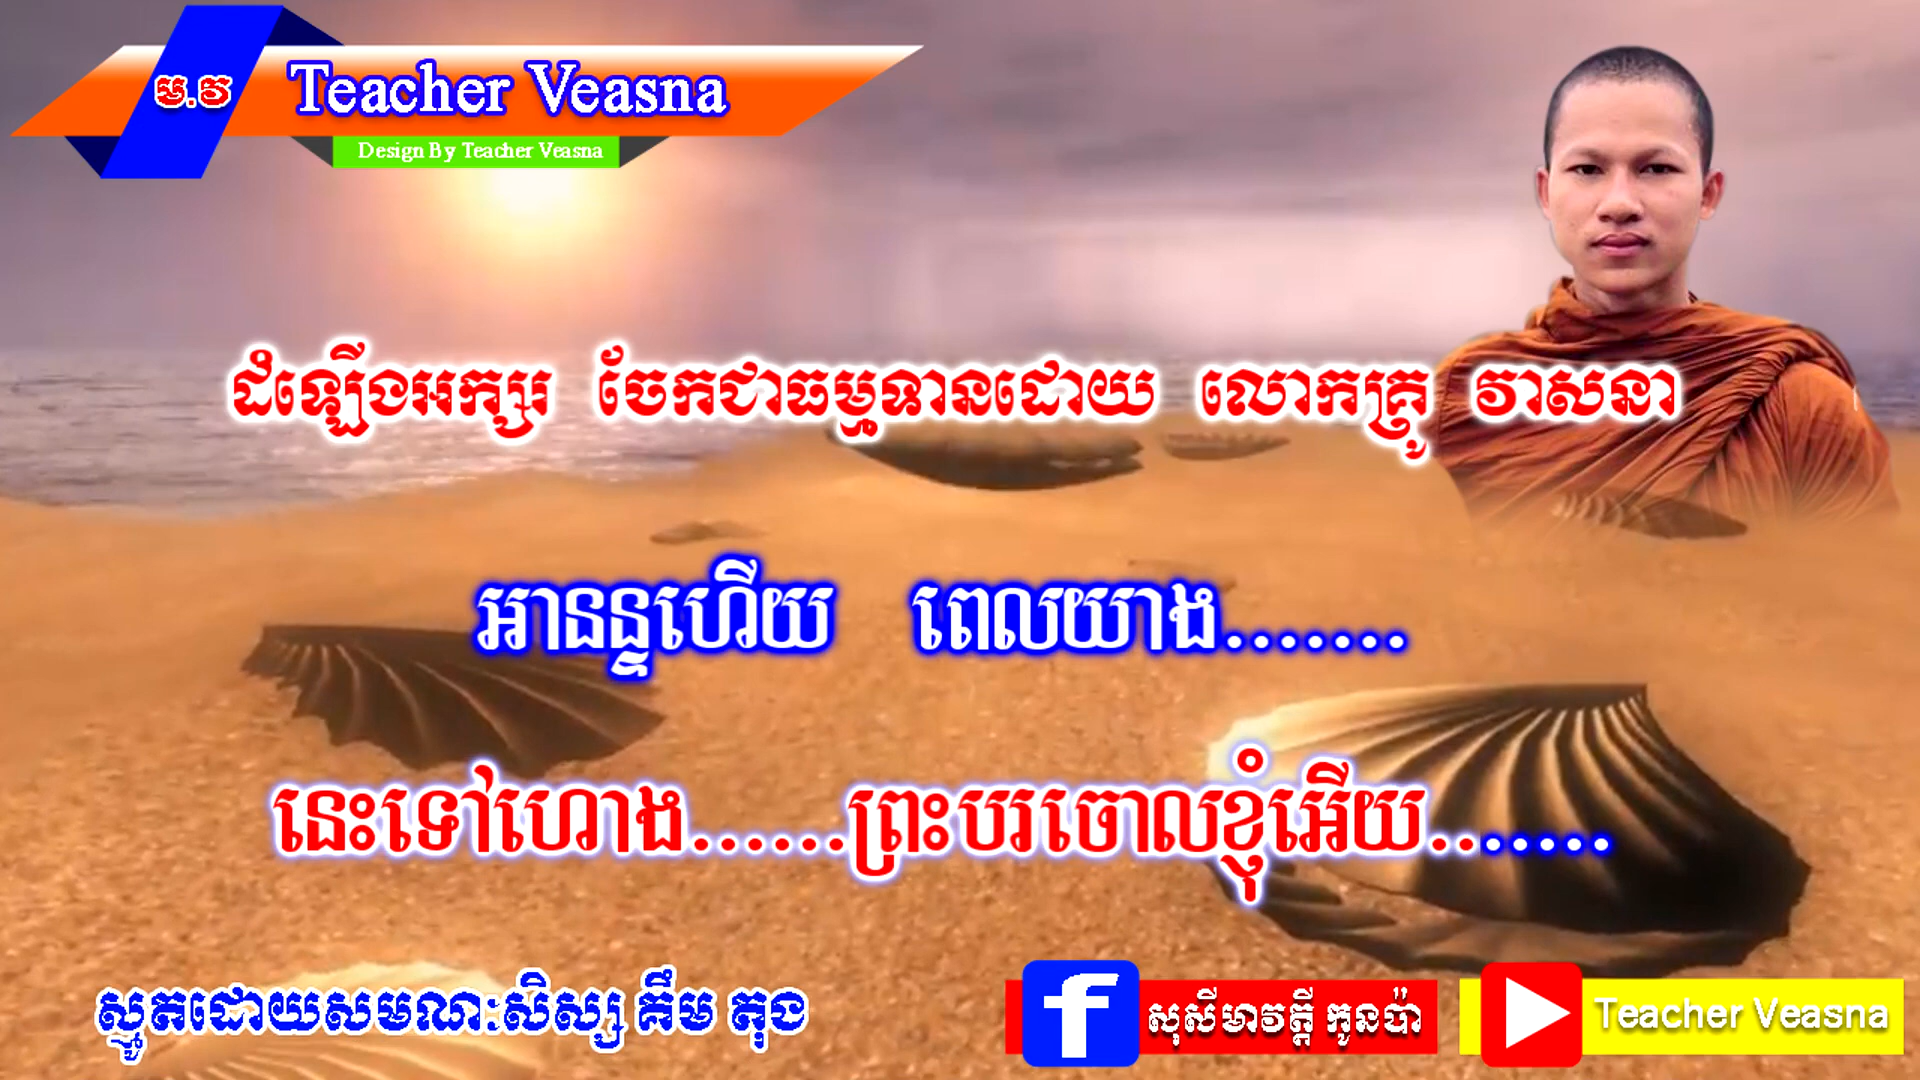 ម.វ Teacher Veasna
Design By Teacher Veasna
ដំឡើងអក្សរ ចែកជាធម្មទានដោយ លោកគ្រូ វាសនា
អានន្ទហើយ ពេលយាង.......
នេះទៅហោង......ព្រះបរចោលខ្ញុំអើយ.......
ស្មូតដោយសមណៈសិស្ស គឹម តុង
សុសីមាវត្តី កូនប៉ា
Teacher Veasna